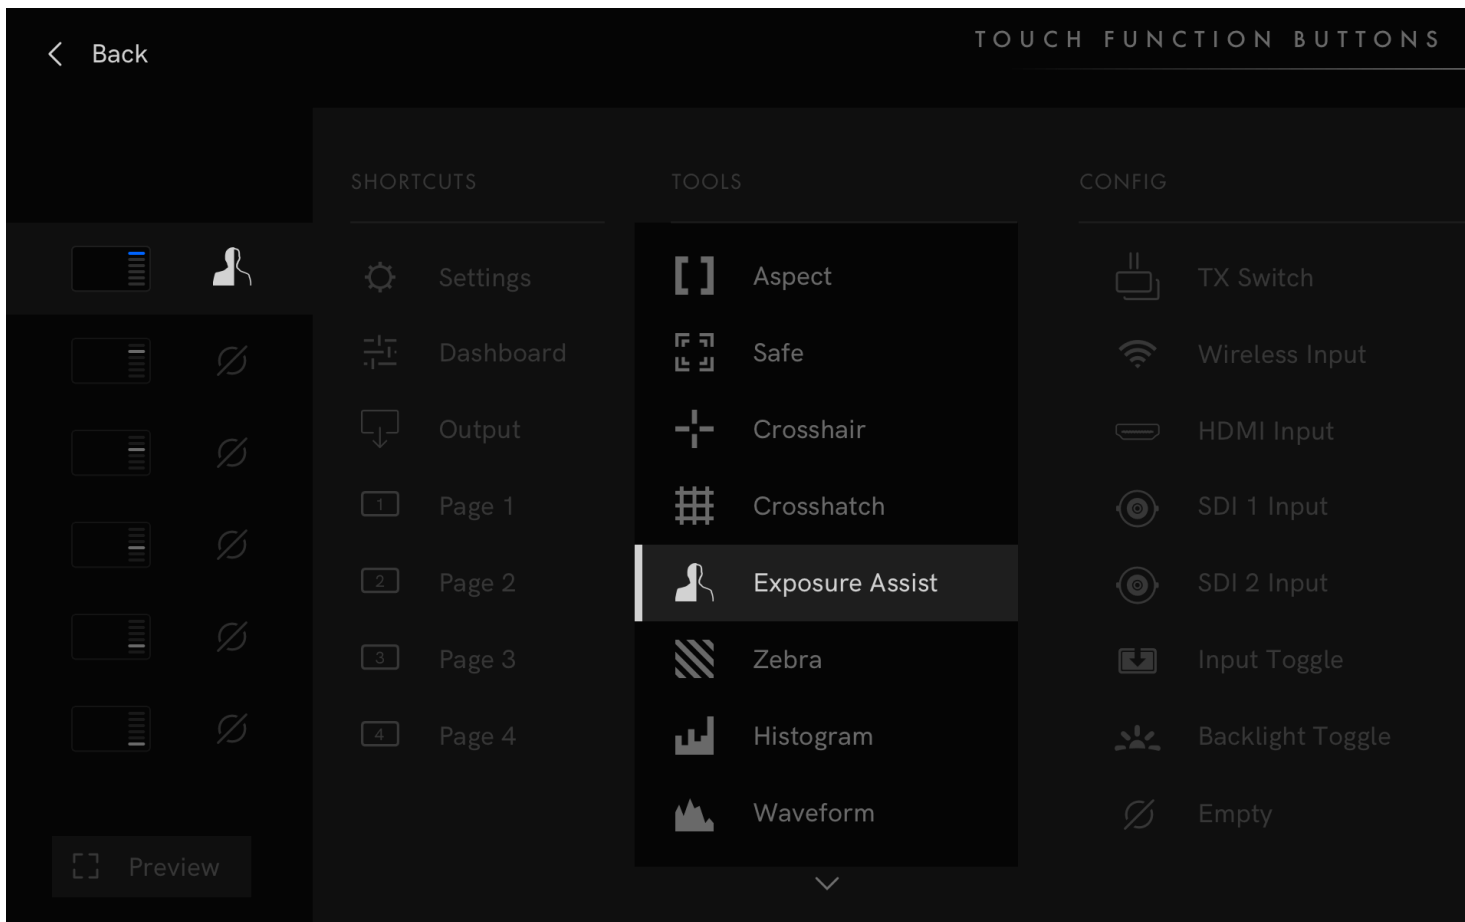 Back
TOUCH FUNCTION BUTTONS
SHORTCUTS
Settings
Dashboard
Output
1 Page 1
2 Page 2
3 Page 3
4 Page 4
TOOLS
Aspect
Safe
Crosshair
Crosshatch
Exposure Assist
Zebra
Histogram
Waveform
CONFIG
TX Switch
Wireless Input
HDMI Input
SDI 1 Input
SDI 2 Input
Input Toggle
Backlight Toggle
Empty
Preview